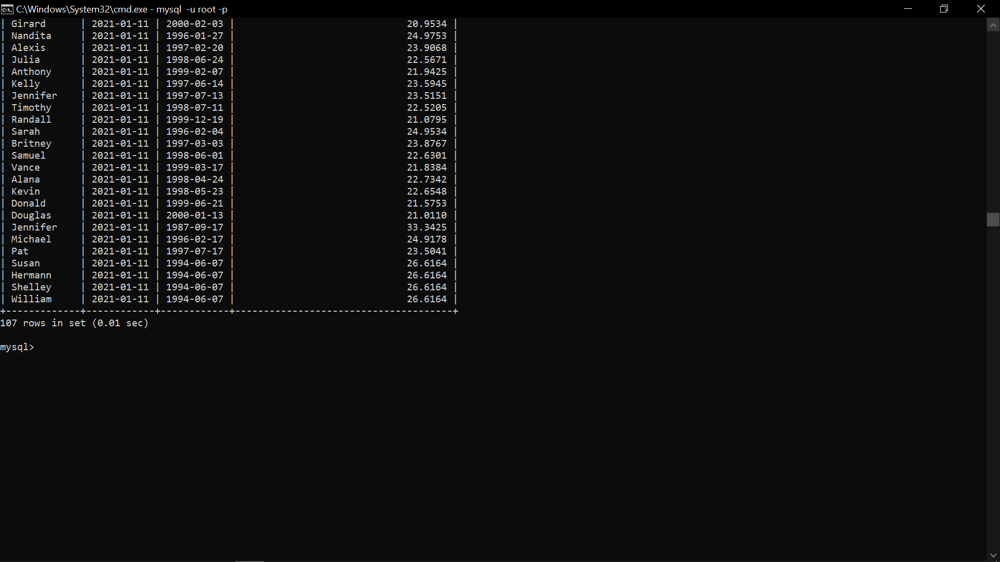 C:\Windows\System32\cmd.exe - mysql  -u root -p
| Girard      | 2021-01-11 | 2000-02-03 |                              20.9534 |
| Nandita     | 2021-01-11 | 1996-01-27 |                              24.9753 |
| Alexis      | 2021-01-11 | 1997-02-20 |                              23.9068 |
| Julia       | 2021-01-11 | 1998-06-24 |                              22.5671 |
| Anthony     | 2021-01-11 | 1999-02-07 |                              21.9425 |
| Kelly       | 2021-01-11 | 1997-06-14 |                              23.5945 |
| Jennifer    | 2021-01-11 | 1997-07-13 |                              23.5151 |
| Timothy     | 2021-01-11 | 1998-07-11 |                              22.5205 |
| Randall     | 2021-01-11 | 1999-12-19 |                              21.0795 |
| Sarah       | 2021-01-11 | 1996-02-04 |                              24.9534 |
| Britney     | 2021-01-11 | 1997-03-03 |                              23.8767 |
| Samuel      | 2021-01-11 | 1998-06-01 |                              22.6301 |
| Vance       | 2021-01-11 | 1999-03-17 |                              21.8384 |
| Alana       | 2021-01-11 | 1998-04-24 |                              22.7342 |
| Kevin       | 2021-01-11 | 1998-05-23 |                              22.6548 |
| Donald      | 2021-01-11 | 1999-06-21 |                              21.5753 |
| Douglas     | 2021-01-11 | 2000-01-13 |                              21.0110 |
| Jennifer    | 2021-01-11 | 1987-09-17 |                              33.3425 |
| Michael     | 2021-01-11 | 1996-02-17 |                              24.9178 |
| Pat         | 2021-01-11 | 1997-07-17 |                              23.5041 |
| Susan       | 2021-01-11 | 1994-06-07 |                              26.6164 |
| Hermann     | 2021-01-11 | 1994-06-07 |                              26.6164 |
| Shelley     | 2021-01-11 | 1994-06-07 |                              26.6164 |
| William     | 2021-01-11 | 1994-06-07 |                              26.6164 |
+-------------+------------+------------+--------------------------------------+
107 rows in set (0.01 sec)
mysql>